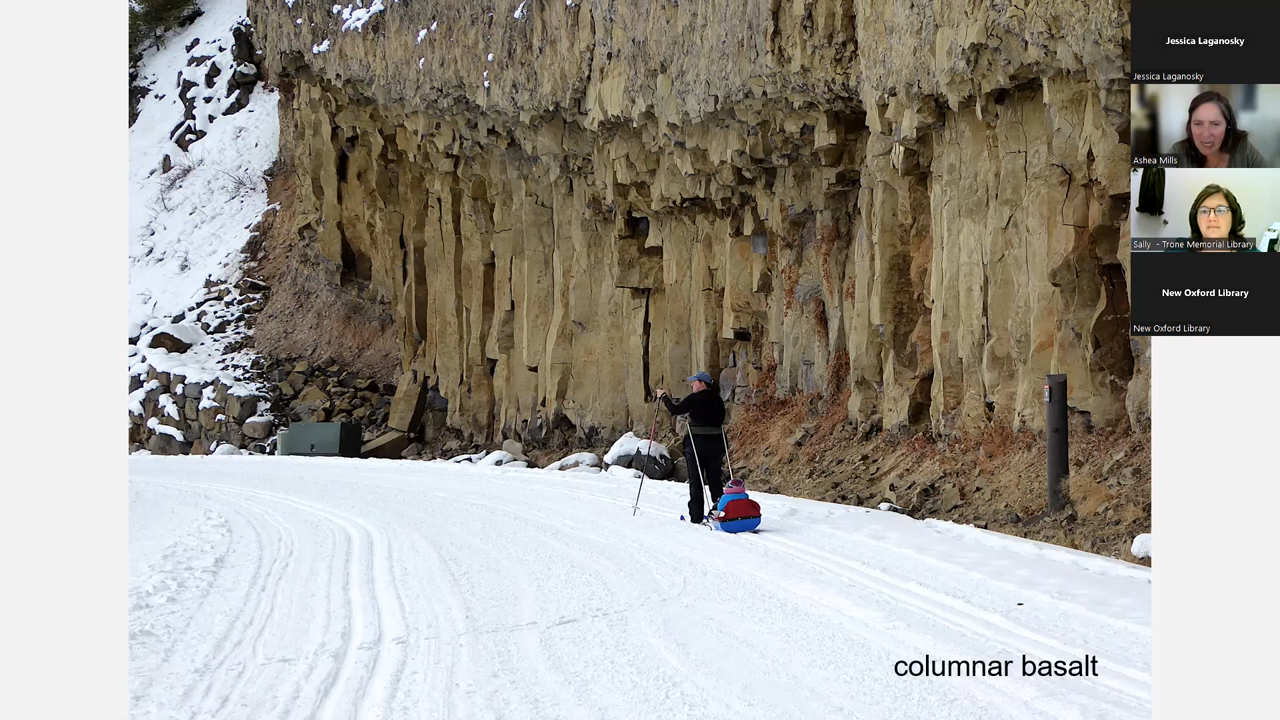 Jessica Laganosky
Jessica Laganosky
Ashea Mills
Sally - Trone Memorial Library
New Oxford Library
New Oxford Library
columnar basalt